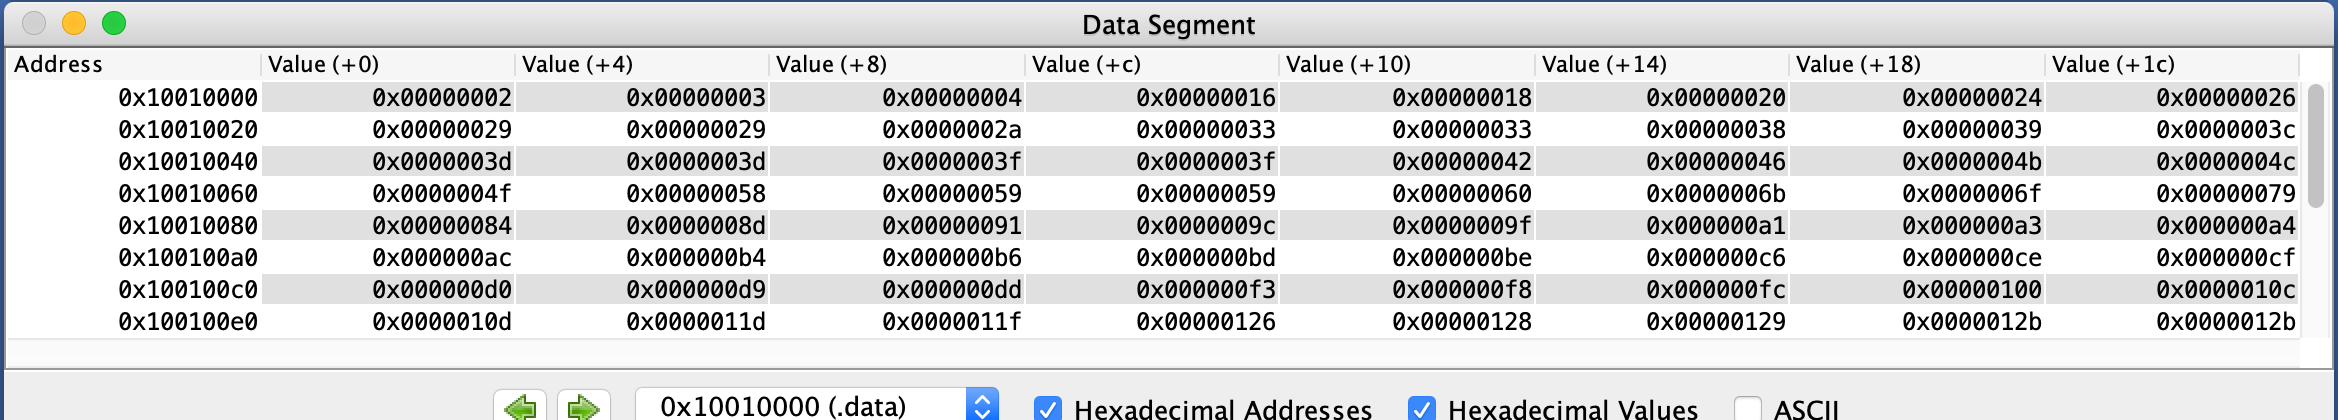 Data Segment
Address Value (+0) Value (+4) Value (+8) Value (+c) Value (+10) Value (+14) Value (+18) Value (+1c)
0x10010000 0x00000002 0x00000003 0x00000004 0x00000016 0x00000018 0x00000020 0x00000024 0x00000026
0x10010020 0x00000029 0x00000029 0x0000002a 0x00000033 0x00000033 0x00000038 0x00000039 0x0000003c
0x10010040 0x0000003d 0x0000003d 0x0000003f 0x0000003f 0x00000042 0x00000046 0x0000004b 0x0000004c
0x10010060 0x0000004f 0x00000058 0x00000059 0x00000059 0x00000060 0x0000006b 0x0000006f 0x00000079
0x10010080 0x00000084 0x0000008d 0x00000091 0x0000009c 0x0000009f 0x000000a1 0x000000a3 0x000000a4
0x100100a0 0x000000ac 0x000000b4 0x000000b6 0x000000bd 0x000000be 0x000000c6 0x000000ce 0x000000cf
0x100100c0 0x000000d0 0x000000d9 0x000000dd 0x000000f3 0x000000f8 0x000000fc 0x00000100 0x0000010c
0x100100e0 0x0000010d 0x0000011d 0x0000011f 0x00000126 0x00000128 0x00000129 0x0000012b 0x0000012b
0x10010000 (.data) Hexadecimal Addresses Hexadecimal Values ASCII